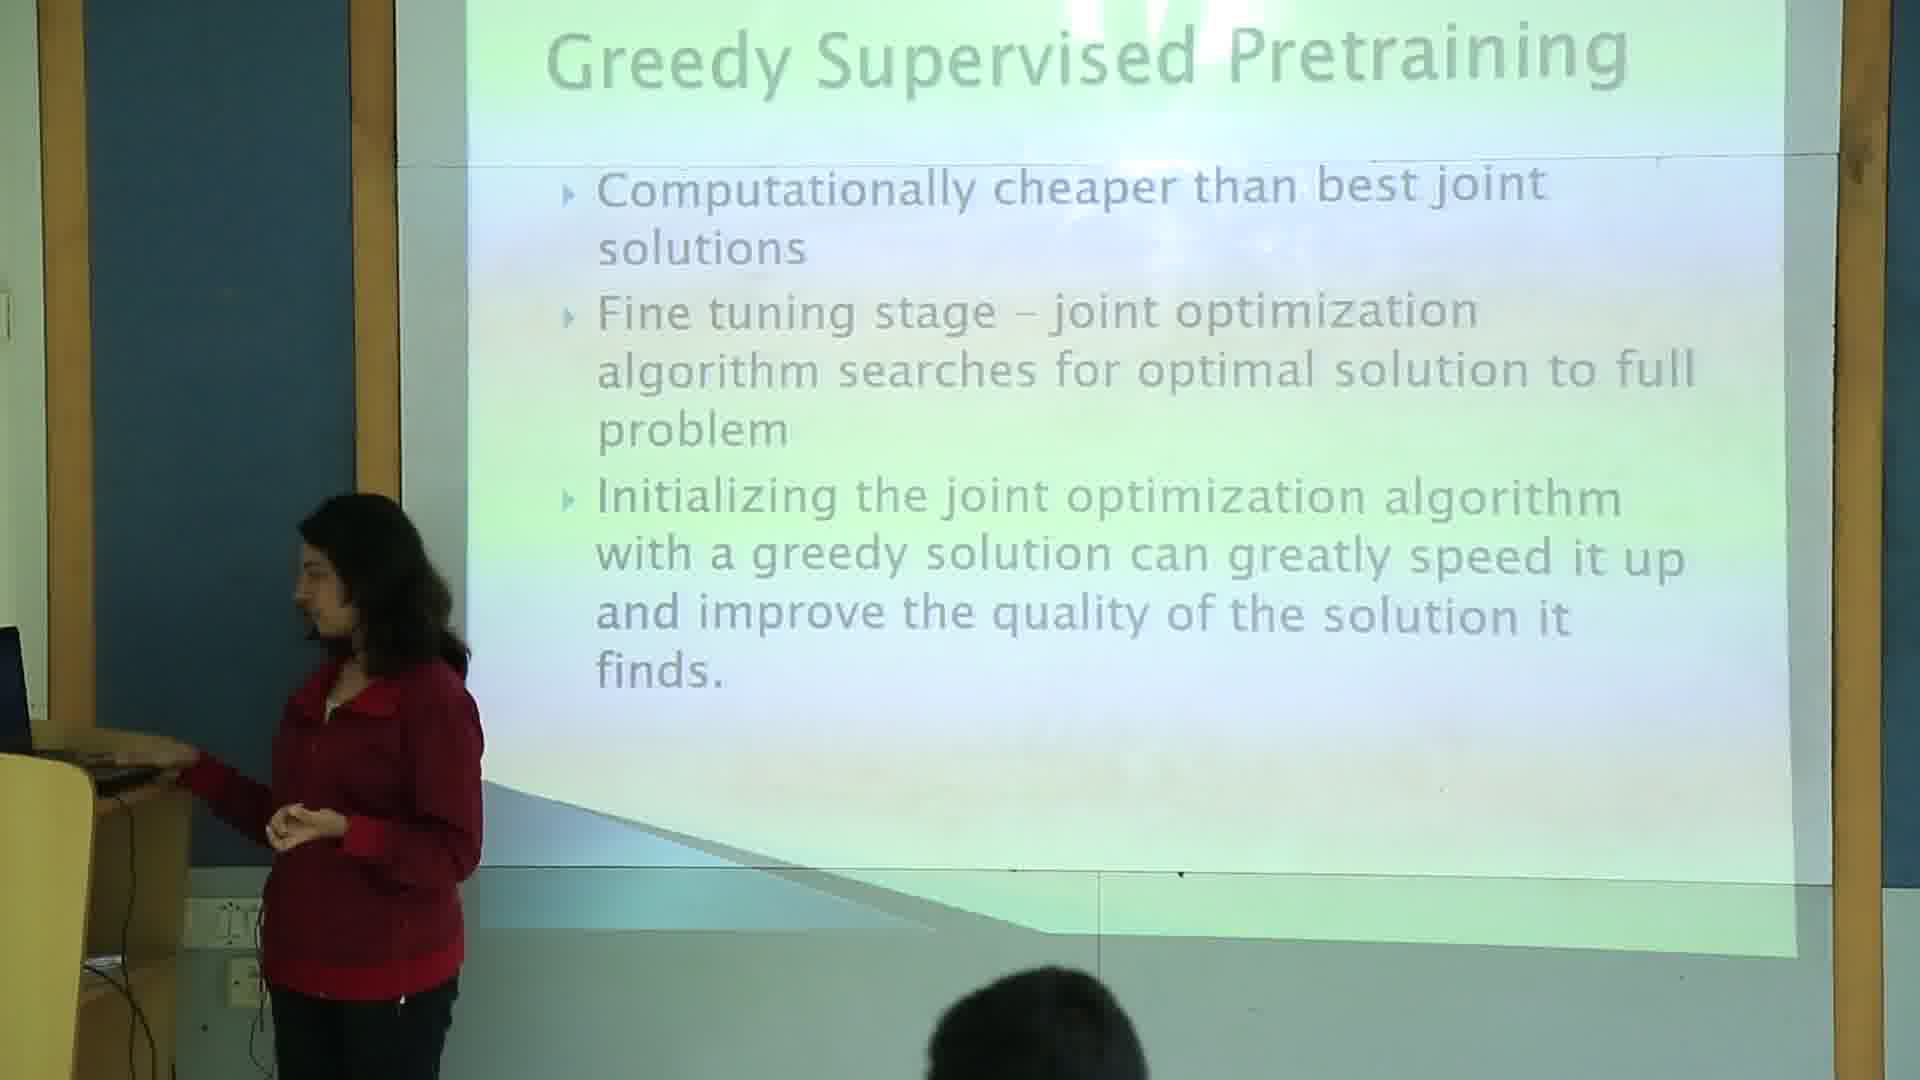 Greedy Supervised Pretraining
Computationally cheaper than best joint
solutions
Fine tuning stage – joint optimization
algorithm searches for optimal solution to full
problem
Initializing the joint optimization algorithm
with a greedy solution can greatly speed it up
and improve the quality of the solution it
finds.